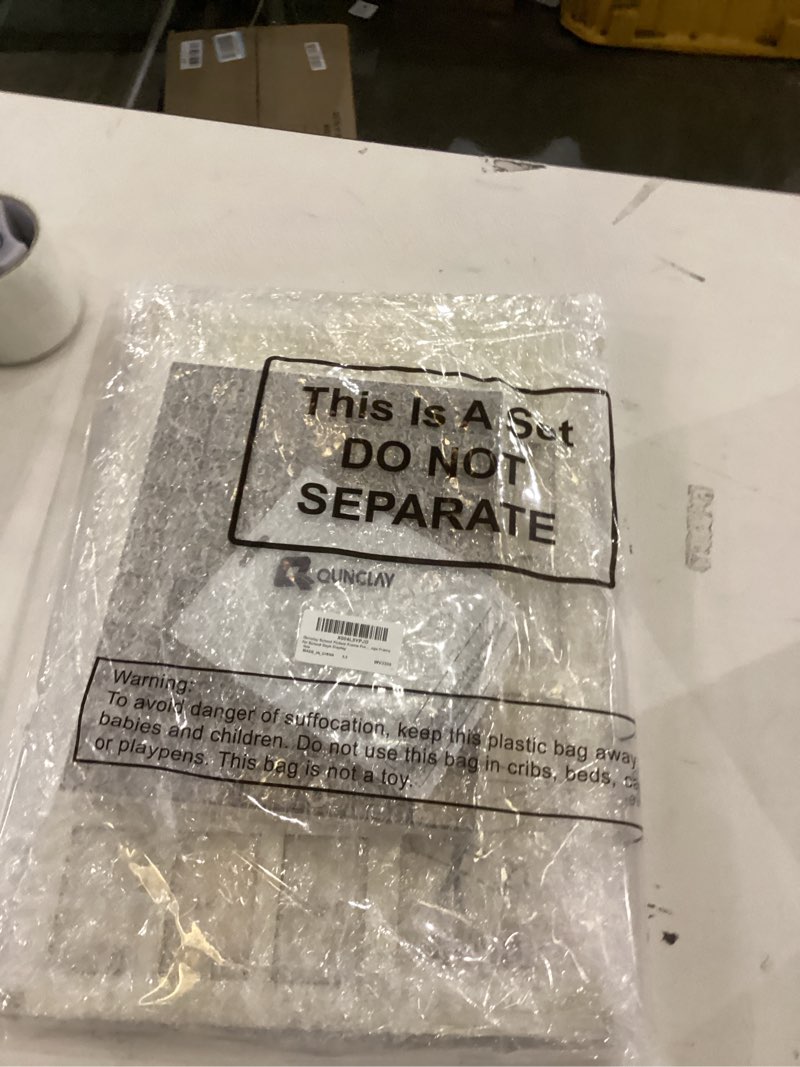 This Is A Set
DO NOT
SEPARATE
QUNCLAY
Warning:
To avoid danger of suffocation, keep this plastic bag away
babies and children. Do not use this bag in cribs, beds,
or playpens. This bag is not a toy.